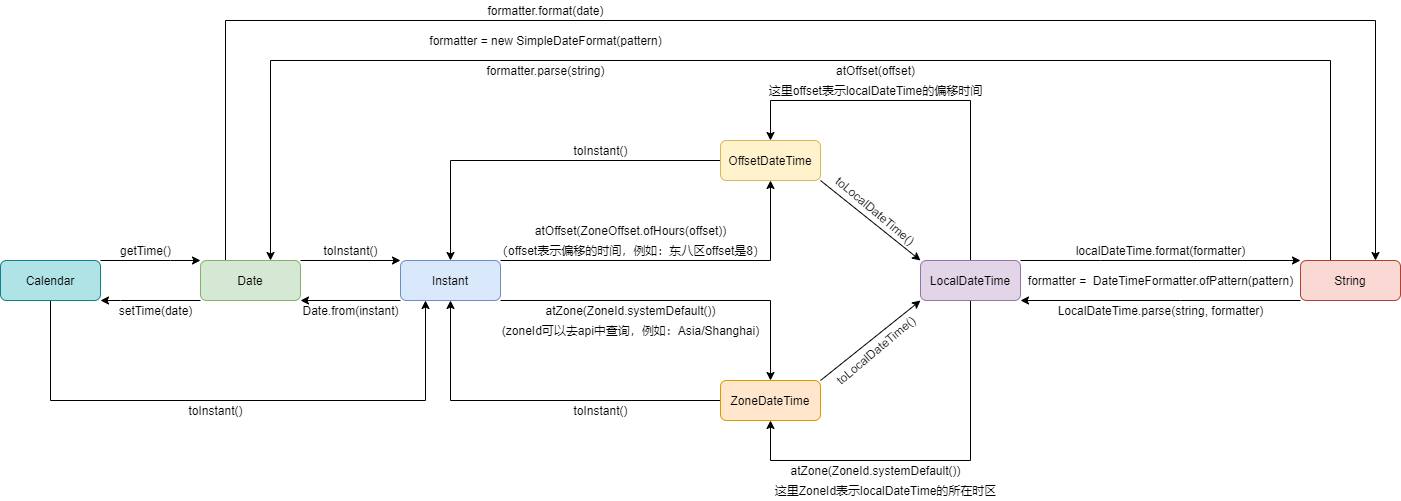 formatter.format(date)
formatter = new SimpleDateFormat(pattern)
formatter.parse(string)
atOffset(offset)
这里offset表示localDateTime的偏移时间
toInstant()
OffsetDateTime
toLocalDateTime()
atOffset(ZoneOffset.ofHours(offset))
(offset表示偏移的时间，例如：东八区offset是8)
getTime()
toInstant()
localDateTime.format(formatter)
Calendar
Date
Instant
LocalDateTime
formatter = DateTimeFormatter.ofPattern(pattern)
String
setTime(date)
Date.from(instant)
atZone(ZoneId.systemDefault())
(zoneId可以去api中查询，例如：Asia/Shanghai)
LocalDateTime.parse(string, formatter)
toLocalDateTime()
toInstant()
toInstant()
ZoneDateTime
atZone(ZoneId.systemDefault())
这里ZoneId表示localDateTime的所在时区